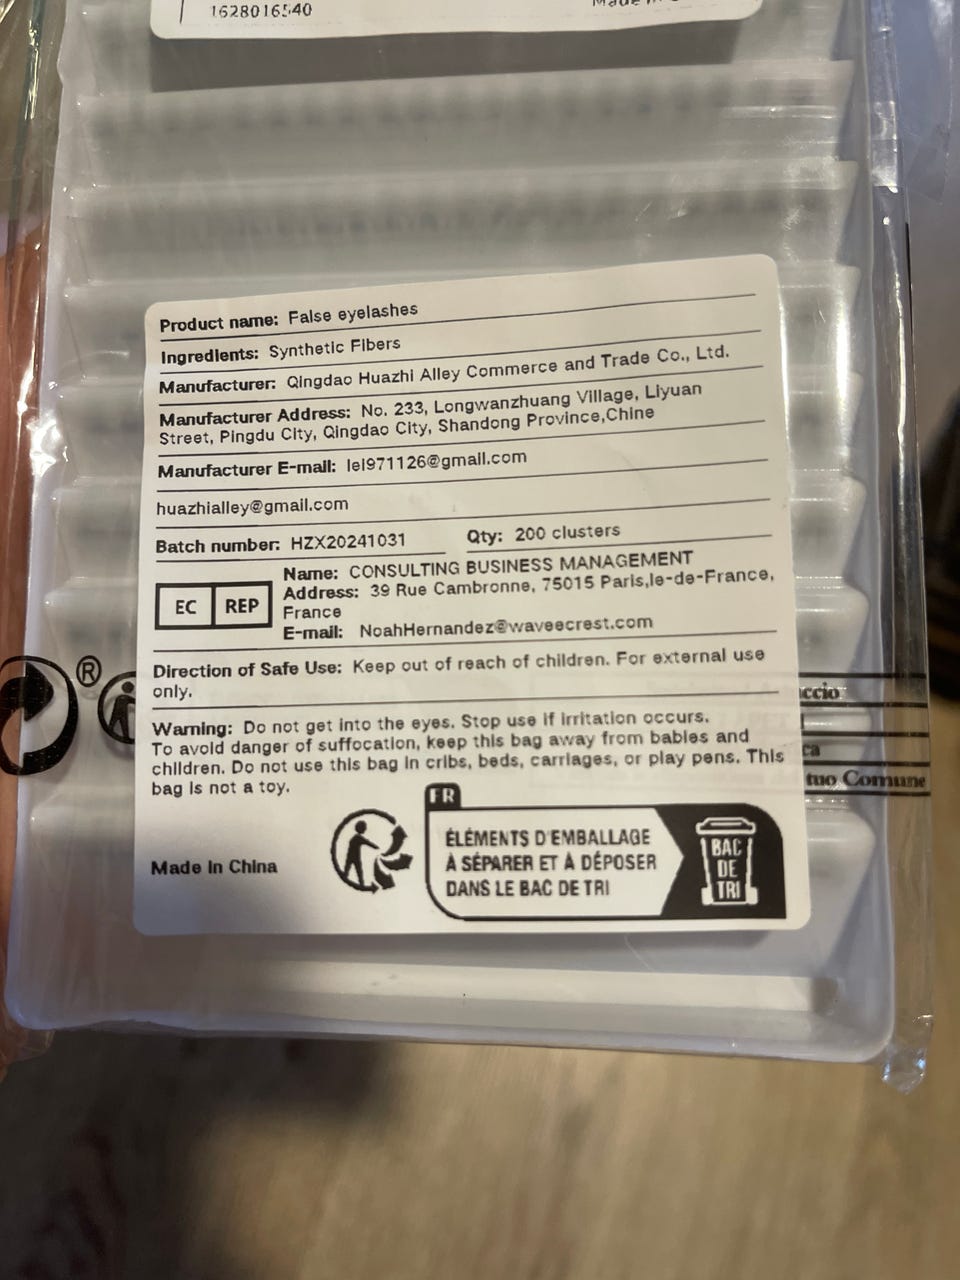 1628016540
Made in
Product name: False eyelashes
Ingredients: Synthetic Fibers
Manufacturer: Qingdao Huazhi Alley Commerce and Trade Co., Ltd.
Manufacturer Address: No. 233, Longwanzhuang Village, Liyuan
Street, Pingdu City, Qingdao City, Shandong Province,Chine
Manufacturer E-mail: lel971126@gmail.com
huazhialley@gmail.com
Batch number: HZX20241031 Qty: 200 clusters
EC REP
Name: CONSULTING BUSINESS MANAGEMENT
Address: 39 Rue Cambronne, 75015 Paris,le-de-France,
France
E-mail: NoahHernandez@waveecrest.com
Direction of Safe Use: Keep out of reach of children. For external use
only.
®
ccio
Warning: Do not get into the eyes. Stop use if irritation occurs.
To avoid danger of suffocation, keep this bag away from babies and
children. Do not use this bag in cribs, beds, carriages, or play pens. This
bag is not a toy.
ca
tuo Comune
FR
ÉLÉMENTS D'EMBALLAGE
À SÉPARER ET À DÉPOSER
DANS LE BAC DE TRI
BAC
DE
TRI
Made In China